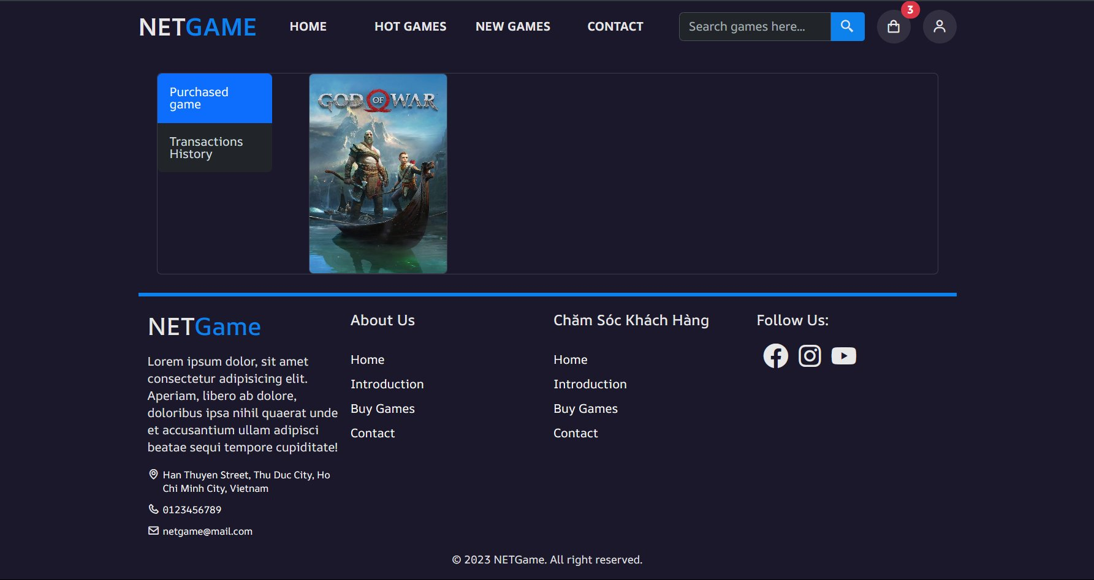 NETGAME
HOME
HOT GAMES
NEW GAMES
CONTACT
Search games here...
3
Purchased
game
Transactions
History
GOD OF WAR
NETGame
Lorem ipsum dolor, sit amet
consectetur adipisicing elit.
Aperiam, libero ab dolore,
doloribus ipsa nihil quaerat unde
et accusantium ullam adipisci
beatae sequi tempore cupiditate!
Han Thuyen Street, Thu Duc City, Ho
Chi Minh City, Vietnam
0123456789
netgame@mail.com
About Us
Home
Introduction
Buy Games
Contact
Chăm Sóc Khách Hàng
Home
Introduction
Buy Games
Contact
Follow Us:
© 2023 NETGame. All right reserved.